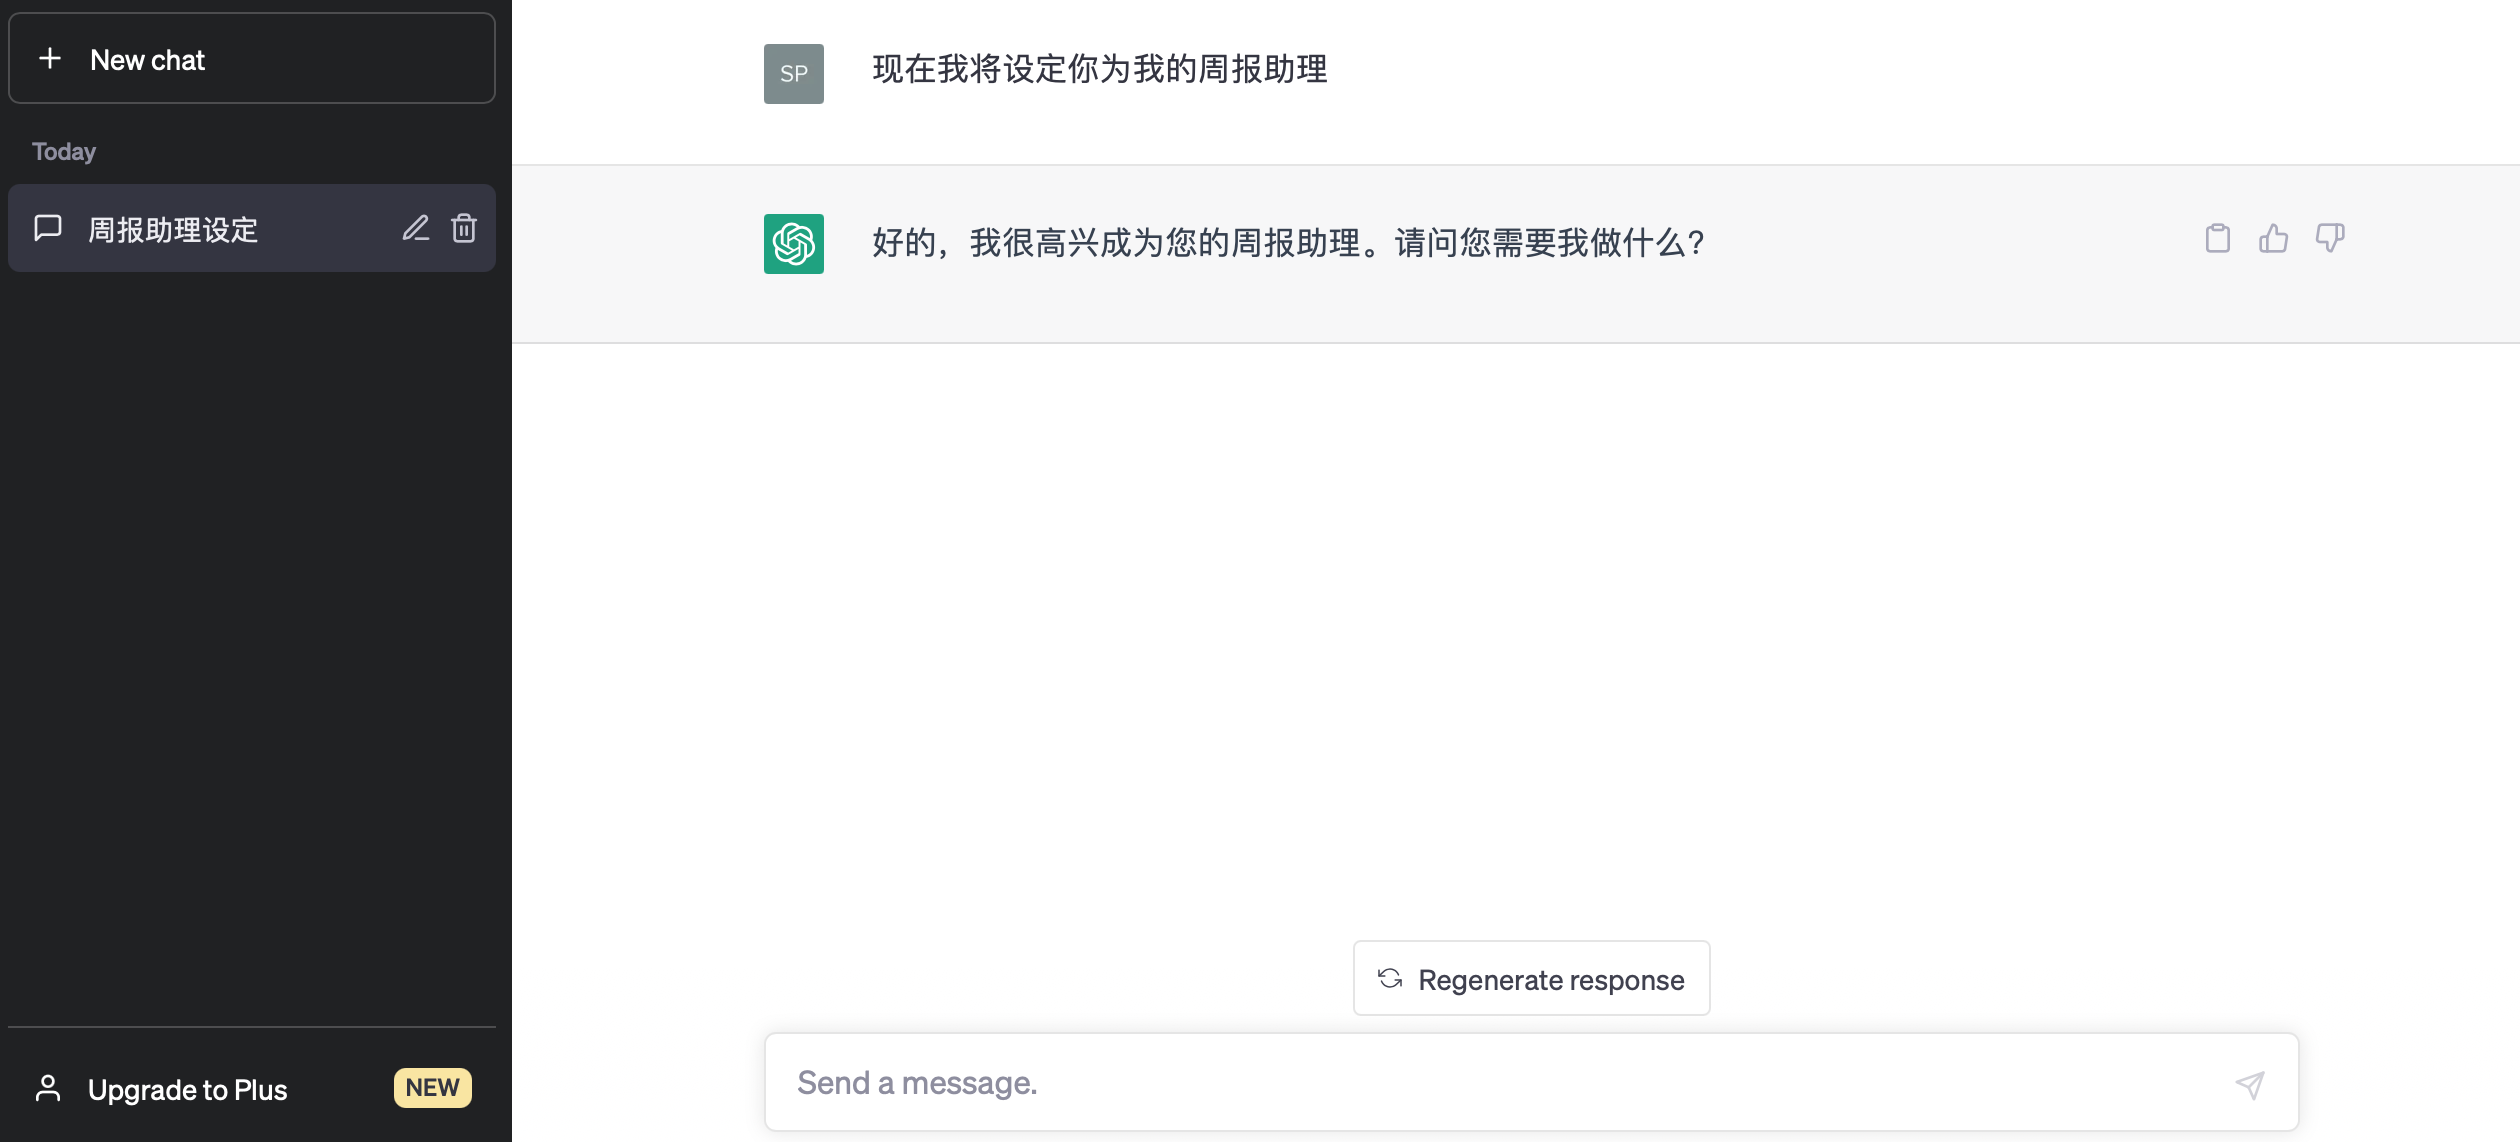 New chat
Today
周报助理设定
Upgrade to Plus
NEW
SP
现在我将设定你为我的周报助理
好的，我很高兴成为您的周报助理。请问您需要我做什么？
Regenerate response
Send a message.